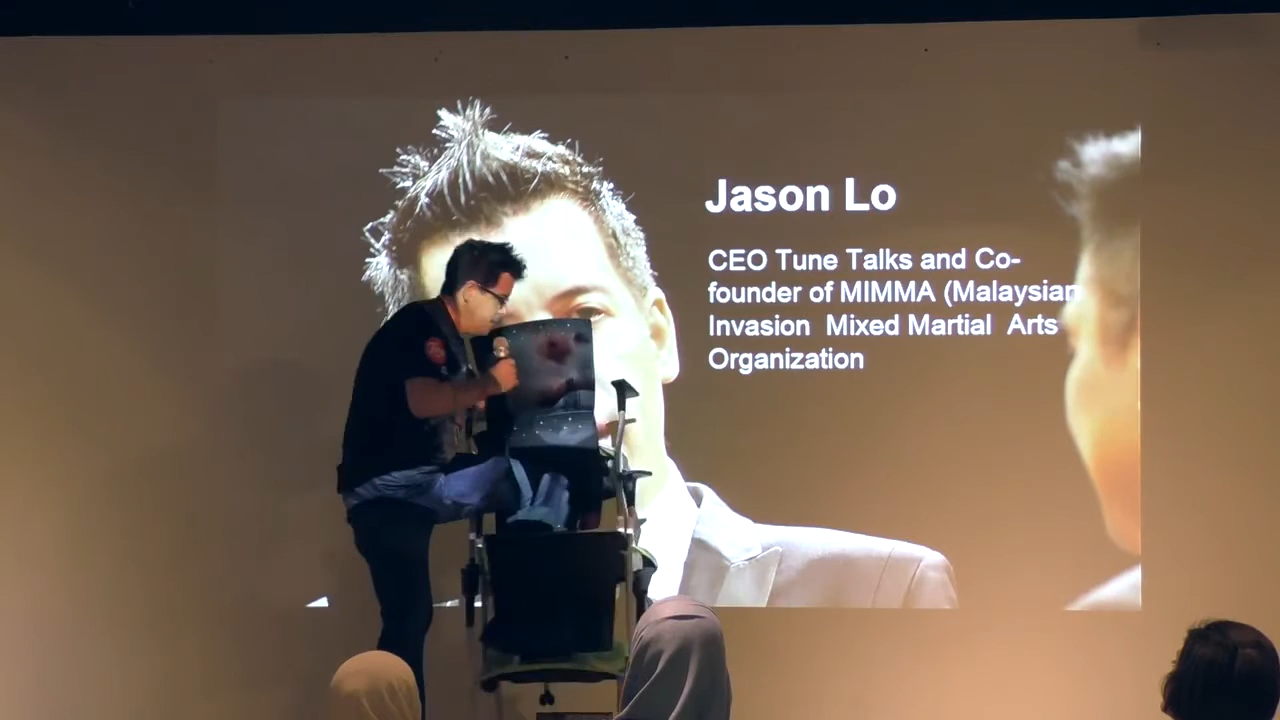 Jason Lo
CEO Tune Talks and Co-
founder of MIMMA (Malaysian
Invasion Mixed Martial Arts
Organization